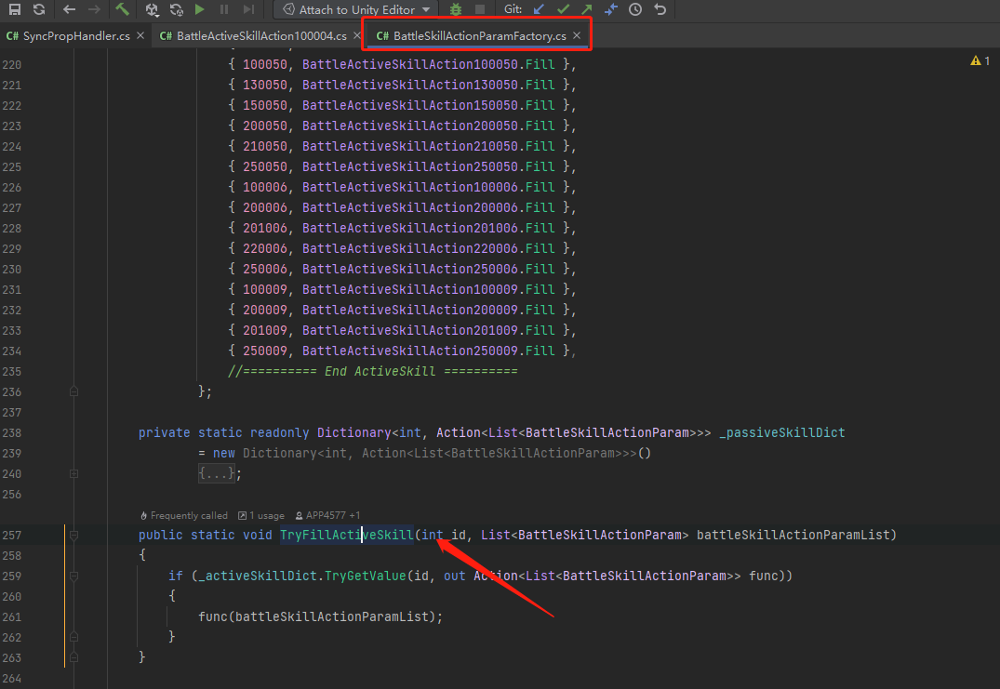 Attach to Unity Editor
Git:
C# SyncPropHandler.cs
C# BattleActiveSkillAction100004.cs
C# BattleSkillActionParamFactory.cs
1
220 { 100050, BattleActiveSkillAction100050.Fill },
221 { 130050, BattleActiveSkillAction130050.Fill },
222 { 150050, BattleActiveSkillAction150050.Fill },
223 { 200050, BattleActiveSkillAction200050.Fill },
224 { 210050, BattleActiveSkillAction210050.Fill },
225 { 250050, BattleActiveSkillAction250050.Fill },
226 { 100006, BattleActiveSkillAction100006.Fill },
227 { 200006, BattleActiveSkillAction200006.Fill },
228 { 201006, BattleActiveSkillAction201006.Fill },
229 { 220006, BattleActiveSkillAction220006.Fill },
230 { 250006, BattleActiveSkillAction250006.Fill },
231 { 100009, BattleActiveSkillAction100009.Fill },
232 { 200009, BattleActiveSkillAction200009.Fill },
233 { 201009, BattleActiveSkillAction201009.Fill },
234 { 250009, BattleActiveSkillAction250009.Fill },
235 //========== End ActiveSkill ==========
236 };
237
238 private static readonly Dictionary<int, Action<List<BattleSkillActionParam>>> _passiveSkillDict
239 = new Dictionary<int, Action<List<BattleSkillActionParam>>>()
240 {...};
256
Frequently called 1 usage APP4577 +1
257 public static void TryFillActiveSkill(int id, List<BattleSkillActionParam> battleSkillActionParamList)
258 {
259 if (_activeSkillDict.TryGetValue(id, out Action<List<BattleSkillActionParam>> func))
260 {
261 func(battleSkillActionParamList);
262 }
263 }
264